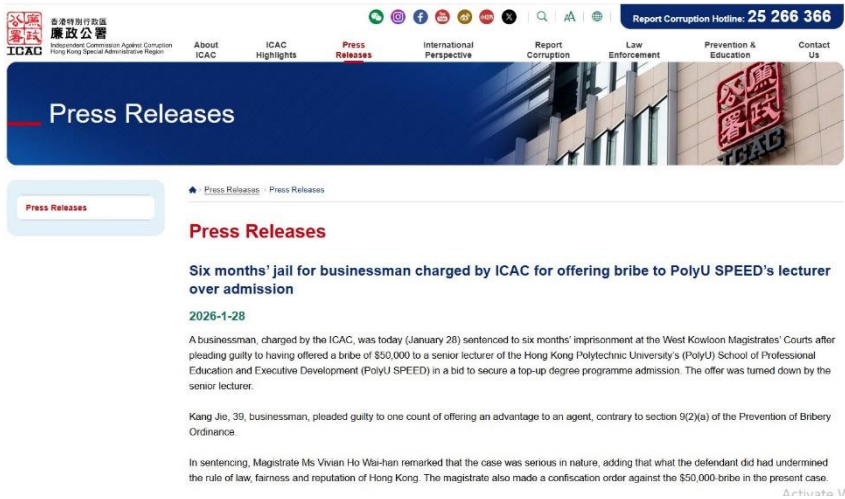 香港特別行政區
廉政公署
Independent Commission Against Corruption
Hong Kong Special Administrative Region
ICAC
Report Corruption Hotline: 25 266 366
About ICAC
ICAC Highlights
Press Releases
International Perspective
Report Corruption
Law Enforcement
Prevention & Education
Contact Us
Press Releases
廉政公署
ICAC
Press Releases
Press Releases > Press Releases
Press Releases
Six months' jail for businessman charged by ICAC for offering bribe to PolyU SPEED's lecturer
over admission
2026-1-28
A businessman, charged by the ICAC, was today (January 28) sentenced to six months' imprisonment at the West Kowloon Magistrates' Courts after
pleading guilty to having offered a bribe of $50,000 to a senior lecturer of the Hong Kong Polytechnic University's (PolyU) School of Professional
Education and Executive Development (PolyU SPEED) in a bid to secure a top-up degree programme admission. The offer was turned down by the
senior lecturer.
Kang Jie, 39, businessman, pleaded guilty to one count of offering an advantage to an agent, contrary to section 9(2)(a) of the Prevention of Bribery
Ordinance.
In sentencing, Magistrate Ms Vivian Ho Wai-han remarked that the case was serious in nature, adding that what the defendant did had undermined
the rule of law, fairness and reputation of Hong Kong. The magistrate also made a confiscation order against the $50,000-bribe in the present case.
Activate